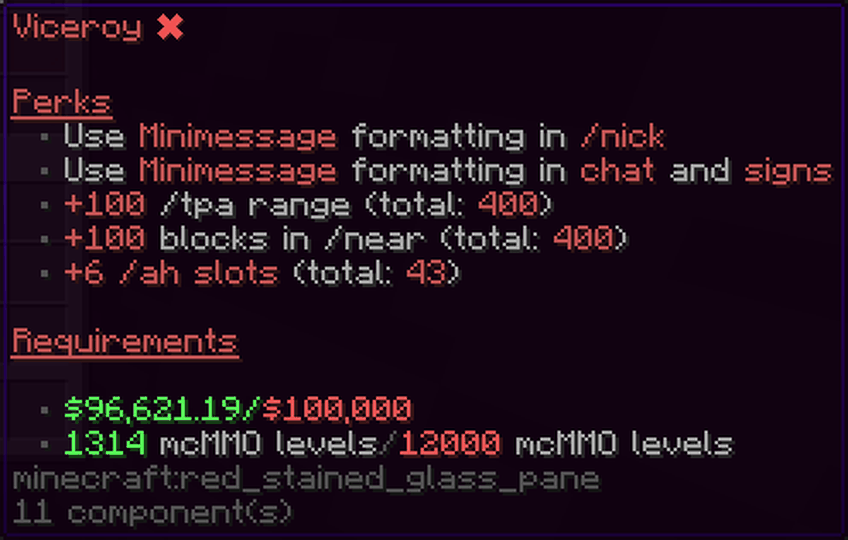 Viceroy ✖
Perks
▪ Use Minimessage formatting in /nick
▪ Use Minimessage formatting in chat and signs
▪ +100 /tpa range (total: 400)
▪ +100 blocks in /near (total: 400)
▪ +6 /ah slots (total: 43)
Requirements
▪ $96,621.19/$100,000
▪ 1314 mcMMO levels/12000 mcMMO levels
minecraft:red_stained_glass_pane
11 component(s)